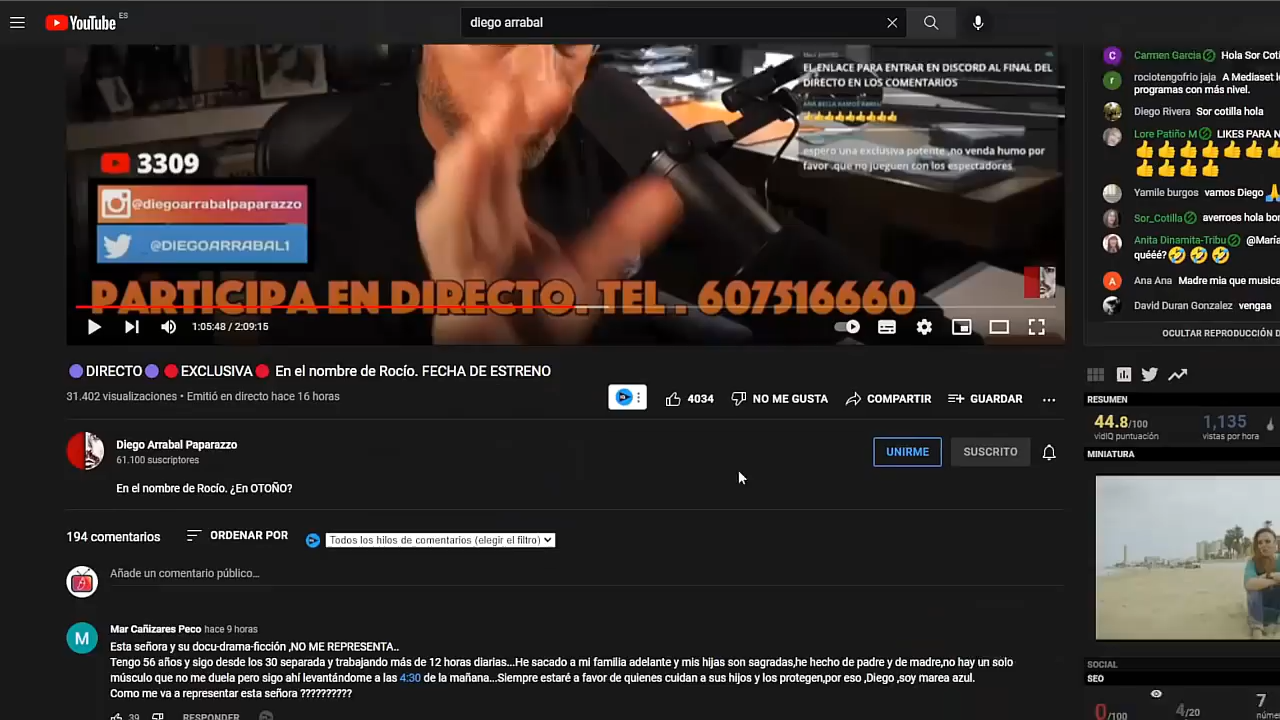 YouTube ES
diego arrabal
EL ENLACE PARA ENTRAR EN DISCORD AL FINAL DEL
DIRECTO EN LOS COMENTARIOS
👍👍👍👍👍👍👍👍
espero una exclusiva potente ,no venda humo por
favor .que no jueguen con los espectadores
3309
@diegoarrabalpaparazzo
@DIEGOARRABAL1
PARTICIPA EN DIRECTO. TEL . 607516660
1:05:48 / 2:09:15
🟣DIRECTO🟣 🔴EXCLUSIVA🔴 En el nombre de Rocío. FECHA DE ESTRENO
31.402 visualizaciones • Emitió en directo hace 16 horas
4034 NO ME GUSTA COMPARTIR GUARDAR
Diego Arrabal Paparazzo
61.100 suscriptores
UNIRME SUSCRITO
En el nombre de Rocío. ¿En OTOÑO?
194 comentarios ORDENAR POR Todos los hilos de comentarios (elegir el filtro)
Añade un comentario público...
M Mar Cañizares Peco hace 9 horas
Esta señora y su docu-drama-ficción ,NO ME REPRESENTA..
Tengo 56 años y sigo desde los 30 separada y trabajando más de 12 horas diarias...He sacado a mi familia adelante y mis hijas son sagradas,he hecho de padre y de madre,no hay un solo
músculo que no me duela pero sigo ahí levantándome a las 4:30 de la mañana...Siempre estaré a favor de quienes cuidan a sus hijos y los protegen,por eso ,Diego ,soy marea azul.
Como me va a representar esta señora ??????????
39 RESPONDER
C Carmen Garcia Hola Sor Coti
r rociotengofrio jaja A Mediaset l
programas con más nivel.
Diego Rivera Sor cotilla hola
Lore Patiño M LIKES PARA N
👍👍👍👍👍👍👍
👍👍👍👍
Yamile burgos vamos Diego 🙏
Sor_Cotilla averroes hola bo
Anita Dinamita-Tribu @Marí
quééé? 🤣 🤣 🤣
A Ana Ana Madre mia que musica
David Duran Gonzalez vengaa
OCULTAR REPRODUCCIÓN D
RESUMEN
44.8/100 1,135
vidIQ puntuación vistas por hora
MINIATURA
SOCIAL
SEO
0/100 4/20 7
núme